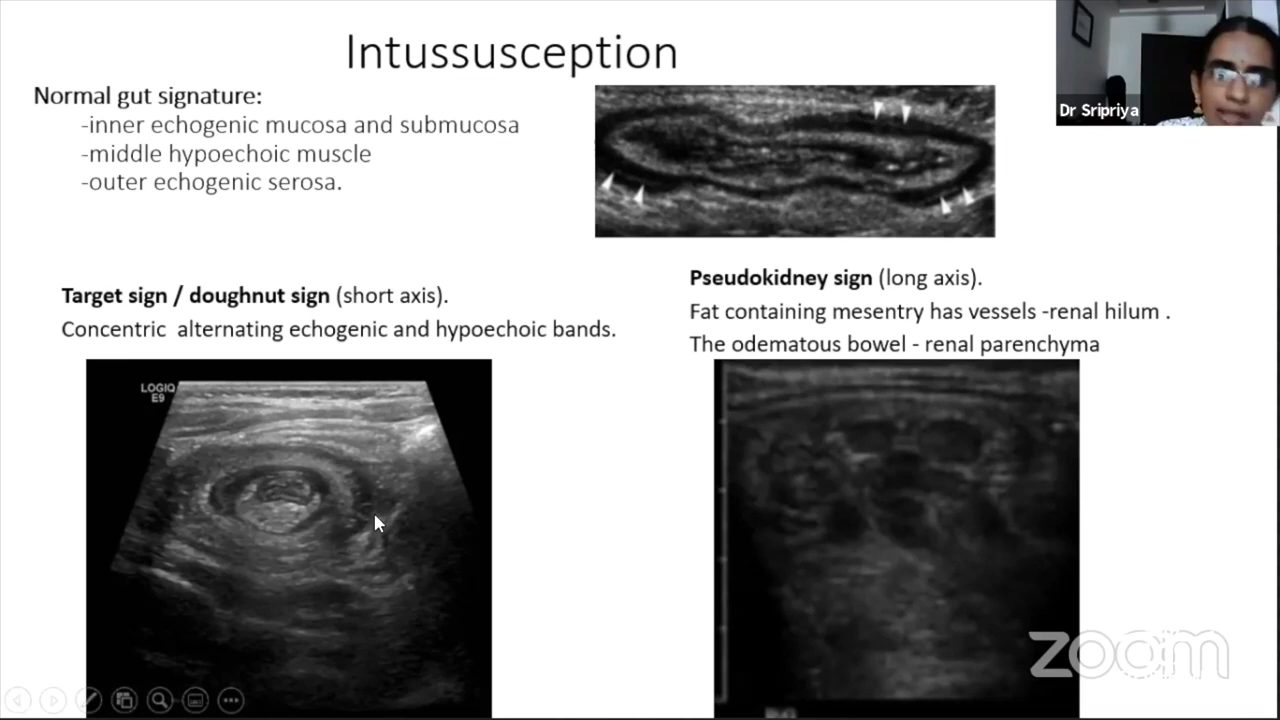 Intussusception
Dr Sripriya
Normal gut signature:
-inner echogenic mucosa and submucosa
-middle hypoechoic muscle
-outer echogenic serosa.
Target sign / doughnut sign (short axis).
Concentric alternating echogenic and hypoechoic bands.
Pseudokidney sign (long axis).
Fat containing mesentry has vessels -renal hilum .
The odematous bowel - renal parenchyma
LOGIQ
E9
zoom